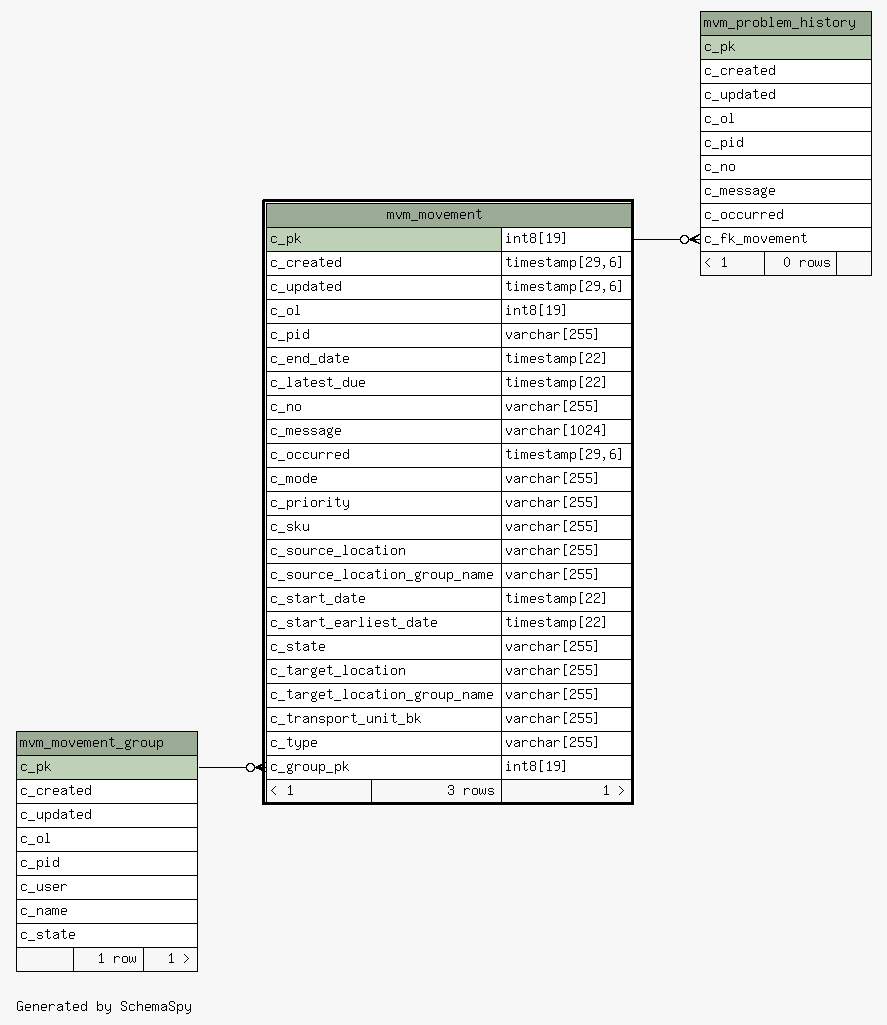 mvm_problem_history
c_pk
c_created
c_updated
c_ol
c_pid
c_no
c_message
c_occurred
c_fk_movement
< 1 0 rows
mvm_movement
c_pk int8[19]
c_created timestamp[29,6]
c_updated timestamp[29,6]
c_ol int8[19]
c_pid varchar[255]
c_end_date timestamp[22]
c_latest_due timestamp[22]
c_no varchar[255]
c_message varchar[1024]
c_occurred timestamp[29,6]
c_mode varchar[255]
c_priority varchar[255]
c_sku varchar[255]
c_source_location varchar[255]
c_source_location_group_name varchar[255]
c_start_date timestamp[22]
c_start_earliest_date timestamp[22]
c_state varchar[255]
c_target_location varchar[255]
c_target_location_group_name varchar[255]
c_transport_unit_bk varchar[255]
c_type varchar[255]
c_group_pk int8[19]
< 1 3 rows 1 >
mvm_movement_group
c_pk
c_created
c_updated
c_ol
c_pid
c_user
c_name
c_state
1 row 1 >
Generated by SchemaSpy